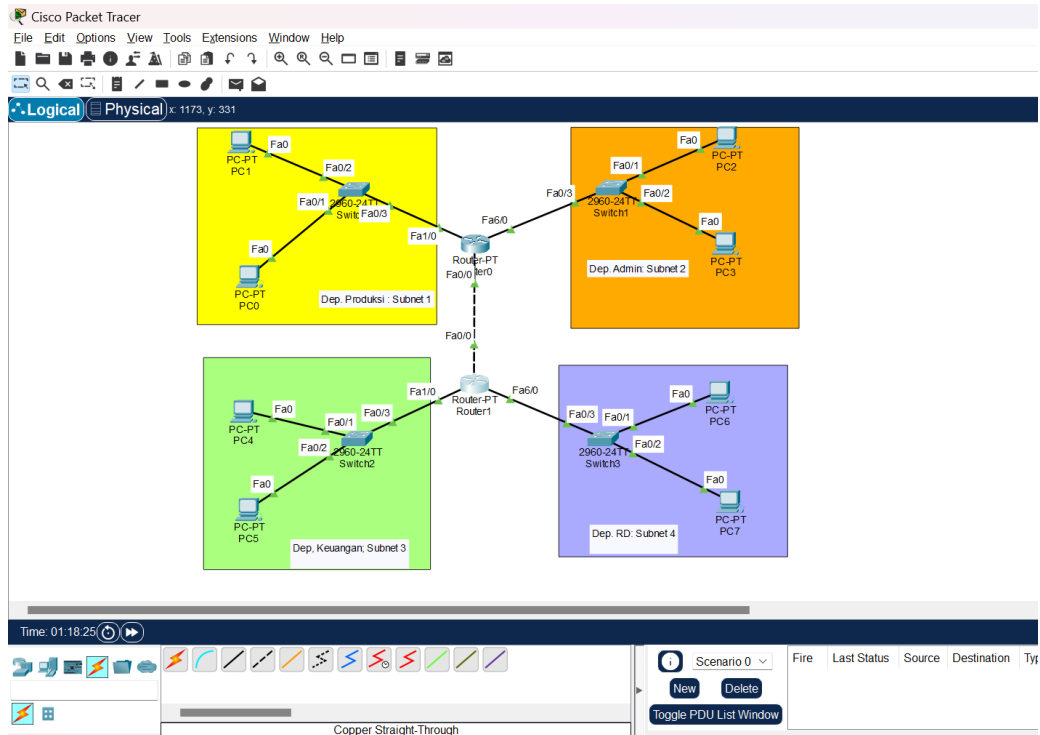 Cisco Packet Tracer
File Edit Options View Tools Extensions Window Help
Logical Physical x: 1173, y: 331
Fa0
PC-PT
PC1
Fa0/2
Fa0/1
2960-24TT
Fa0/3
Fa0
PC-PT
PC0
Dep. Produksi : Subnet 1
Fa1/0
Fa6/0
Router-PT
Fa0/0
Fa0
PC-PT
PC2
Fa0/1
Fa0/3
2960-24TT
Switch1
Fa0/2
Fa0
PC-PT
PC3
Dep. Admin: Subnet 2
Fa0/0
Fa1/0
Router-PT
Router1
Fa6/0
Fa0
PC-PT
PC4
Fa0/1
Fa0/3
Fa0/2
2960-24TT
Switch2
Fa0
PC-PT
PC5
Dep, Keuangan; Subnet 3
Fa0
PC-PT
PC6
Fa0/3
Fa0/1
2960-24TT
Switch3
Fa0/2
Fa0
PC-PT
PC7
Dep. RD: Subnet 4
Time: 01:18:25
Copper Straight-Through
Scenario 0
New Delete
Toggle PDU List Window
Fire Last Status Source Destination